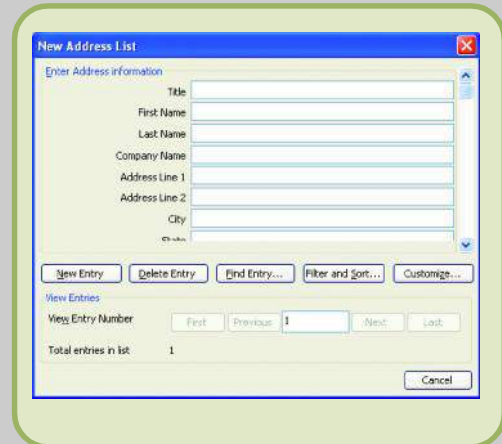 New Address List
Enter Address information
Title
First Name
Last Name
Company Name
Address Line 1
Address Line 2
City
State
New Entry Delete Entry Find Entry... Filter and Sort... Customize...
View Entries
View Entry Number First Previous 1 Next Last
Total entries in list 1
Cancel